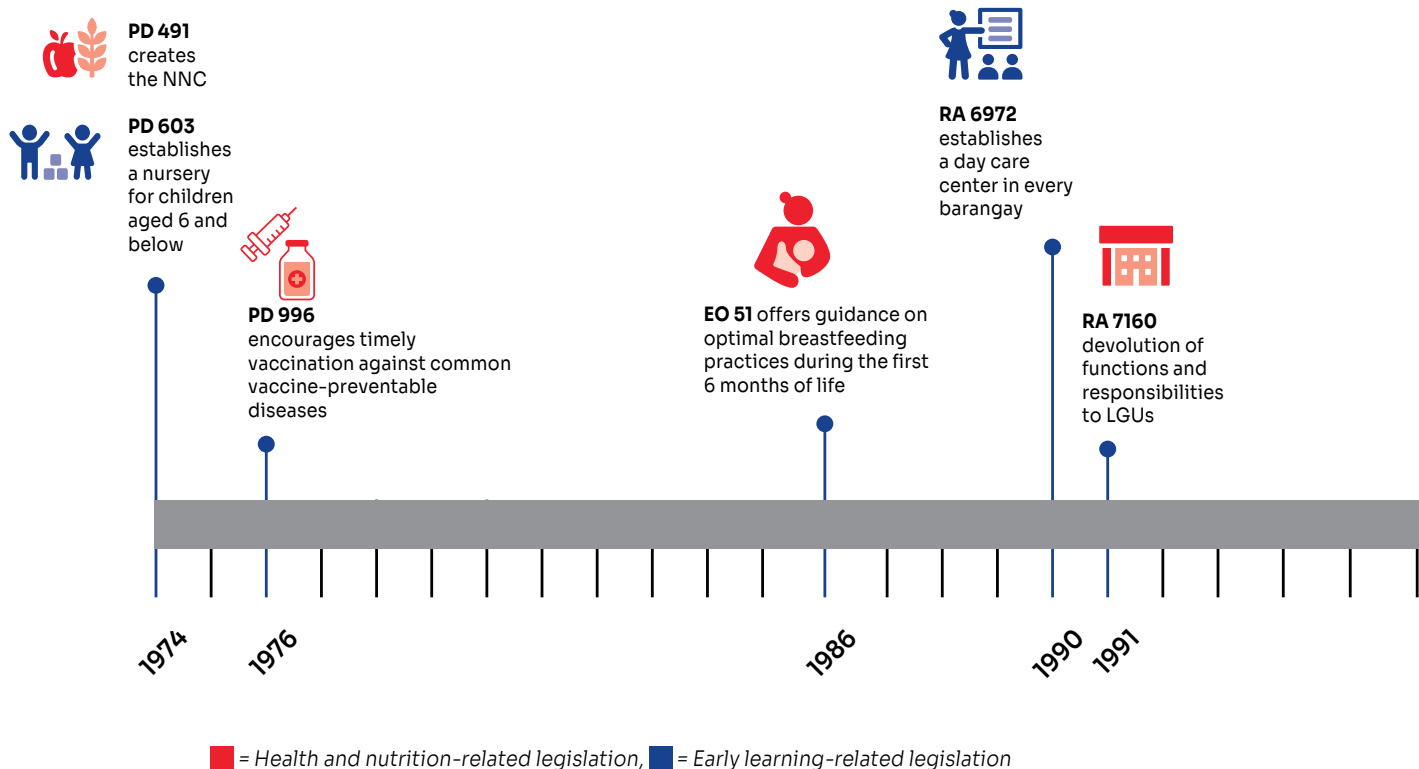 PD 491
creates
the NNC
PD 603
establishes
a nursery
for children
aged 6 and
below
PD 996
encourages timely
vaccination against common
vaccine-preventable
diseases
EO 51 offers guidance on
optimal breastfeeding
practices during the first
6 months of life
RA 6972
establishes
a day care
center in every
barangay
RA 7160
devolution of
functions and
responsibilities
to LGUs
1974
1976
1986
1990
1991
= Health and nutrition-related legislation, = Early learning-related legislation